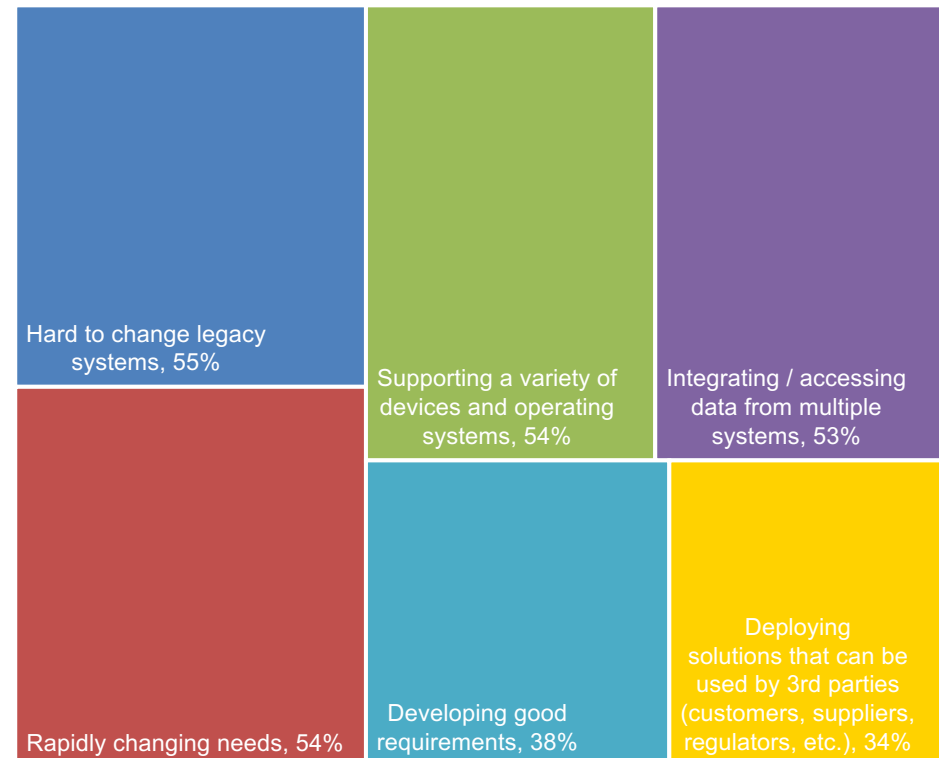 Hard to change legacy
systems, 55%
Supporting a variety of
devices and operating
systems, 54%
Integrating / accessing
data from multiple
systems, 53%
Rapidly changing needs, 54%
Developing good
requirements, 38%
Deploying
solutions that can be
used by 3rd parties
(customers, suppliers,
regulators, etc.), 34%